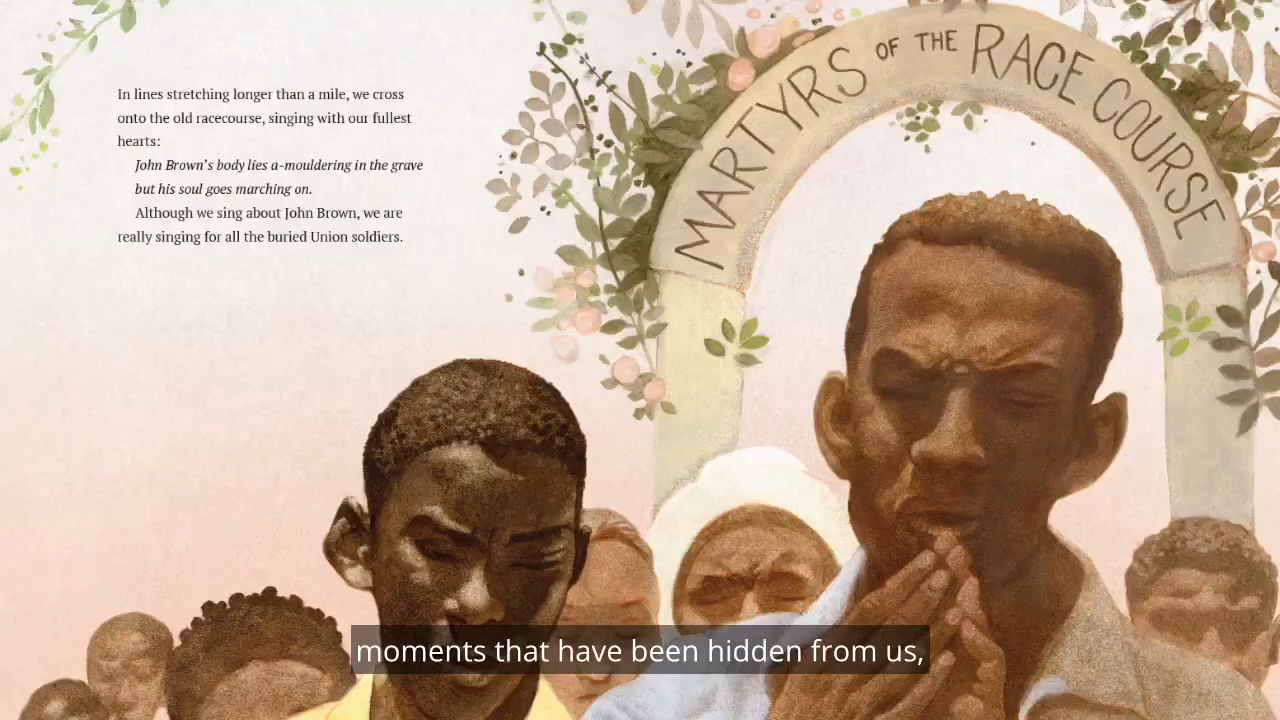 MARTYRS OF THE RACE COURSE
In lines stretching longer than a mile, we cross
onto the old racecourse, singing with our fullest
hearts:
John Brown's body lies a-mouldering in the grave
but his soul goes marching on.
Although we sing about John Brown, we are
really singing for all the buried Union soldiers.
moments that have been hidden from us,